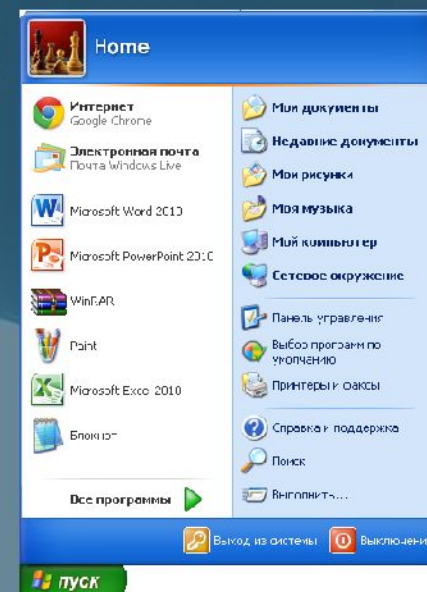 Home
Интернет
Google Chrome
Электронная почта
Почта Windows Live
Microsoft Word 2010
Microsoft PowerPoint 2010
WinRAR
Paint
Microsoft Excel 2010
Блокнот
Все программы
Мои документы
Недавние документы
Мои рисунки
Моя музыка
Мой компьютер
Сетевое окружение
Панель управления
Выбор программ по
умолчанию
Принтеры и факсы
Справка и поддержка
Поиск
Выполнить...
Выход из системы
Выключени
пуск